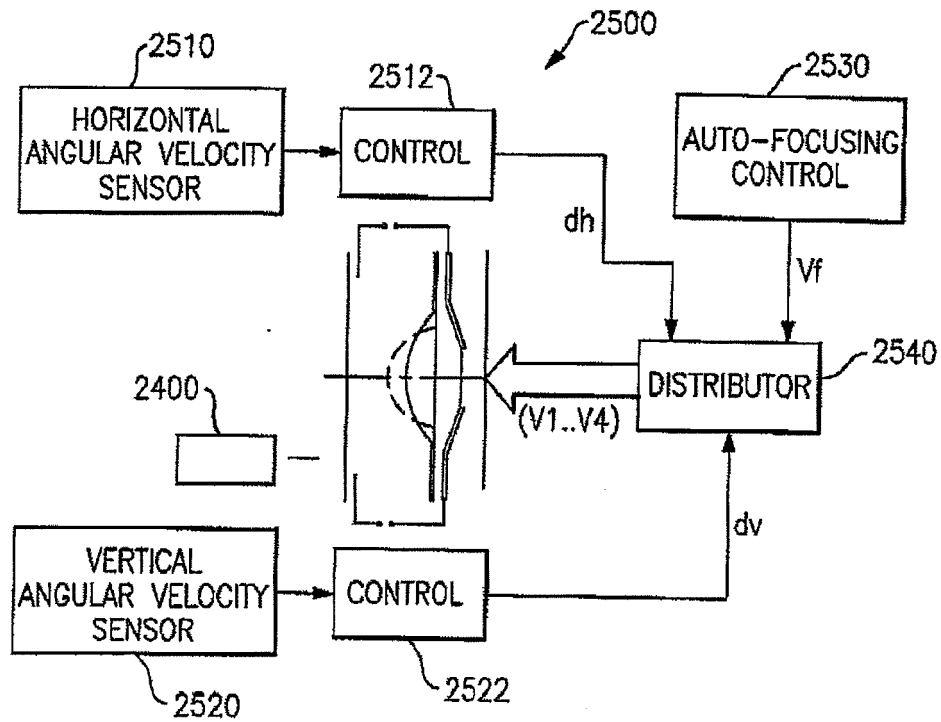 2500
2510
2512
2530
HORIZONTAL
ANGULAR VELOCITY
SENSOR
CONTROL
AUTO-FOCUSING
CONTROL
dh
Vf
2400
2540
DISTRIBUTOR
(V1..V4)
dv
VERTICAL
ANGULAR VELOCITY
SENSOR
CONTROL
2520
2522